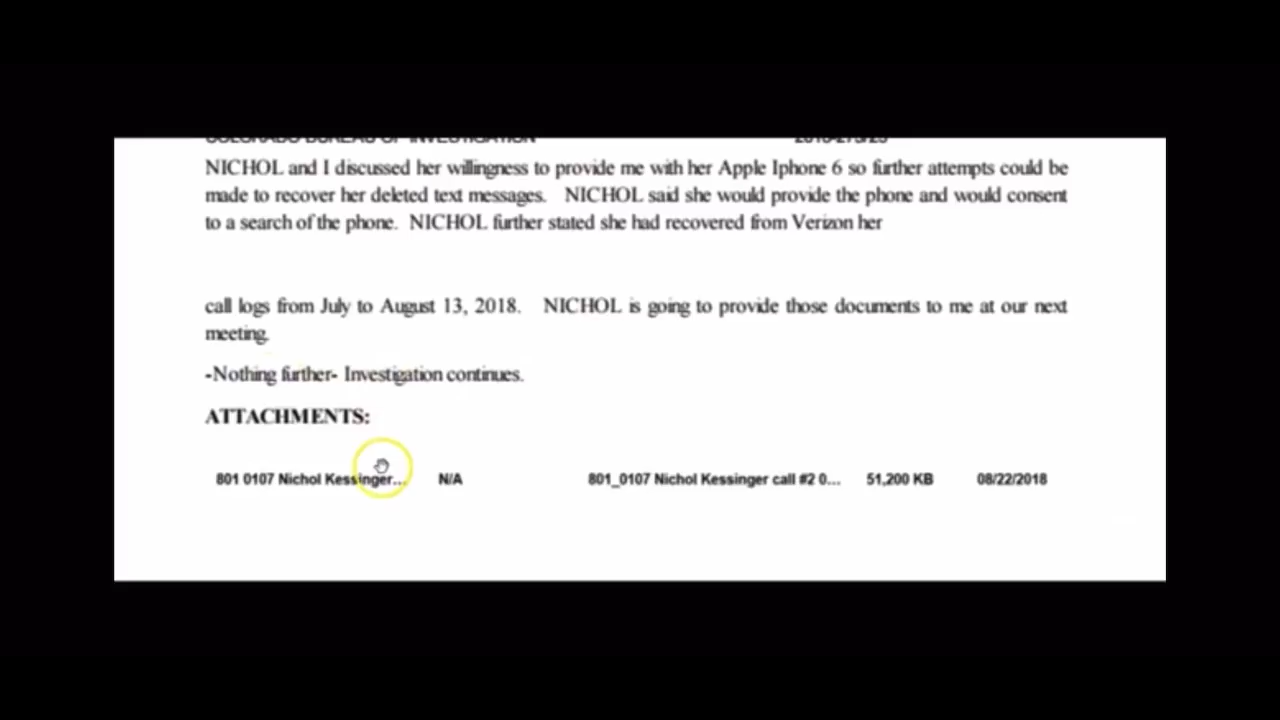 COLORADO BUREAU OF INVESTIGATION
NICHOL and I discussed her willingness to provide me with her Apple Iphone 6 so further attempts could be
made to recover her deleted text messages. NICHOL said she would provide the phone and would consent
to a search of the phone. NICHOL further stated she had recovered from Verizon her
call logs from July to August 13, 2018. NICHOL is going to provide those documents to me at our next
meeting.
-Nothing further- Investigation continues.
ATTACHMENTS:
801 0107 Nichol Kessinger... N/A 801_0107 Nichol Kessinger call #2 0... 51,200 KB 08/22/2018